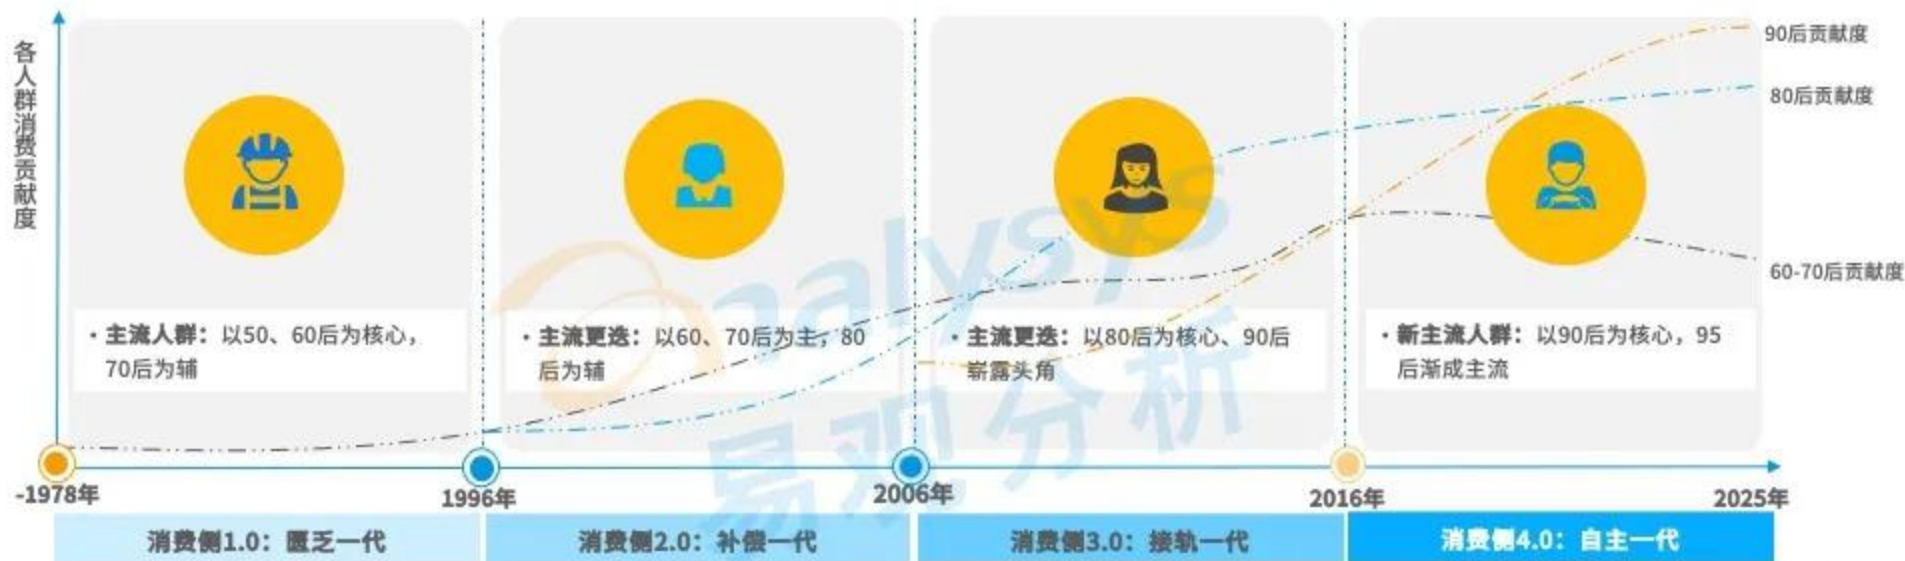 各人群消费贡献度
90后贡献度
80后贡献度
60-70后贡献度
• 主流人群：以50、60后为核心，
70后为辅
• 主流更迭：以60、70后为主，80
后为辅
• 主流更迭：以80后为核心、90后
崭露头角
• 新主流人群：以90后为核心，95
后渐成主流
analysys
易观分析
-1978年
1996年
2006年
2016年
2025年
消费侧1.0：匮乏一代
消费侧2.0：补偿一代
消费侧3.0：接轨一代
消费侧4.0：自主一代